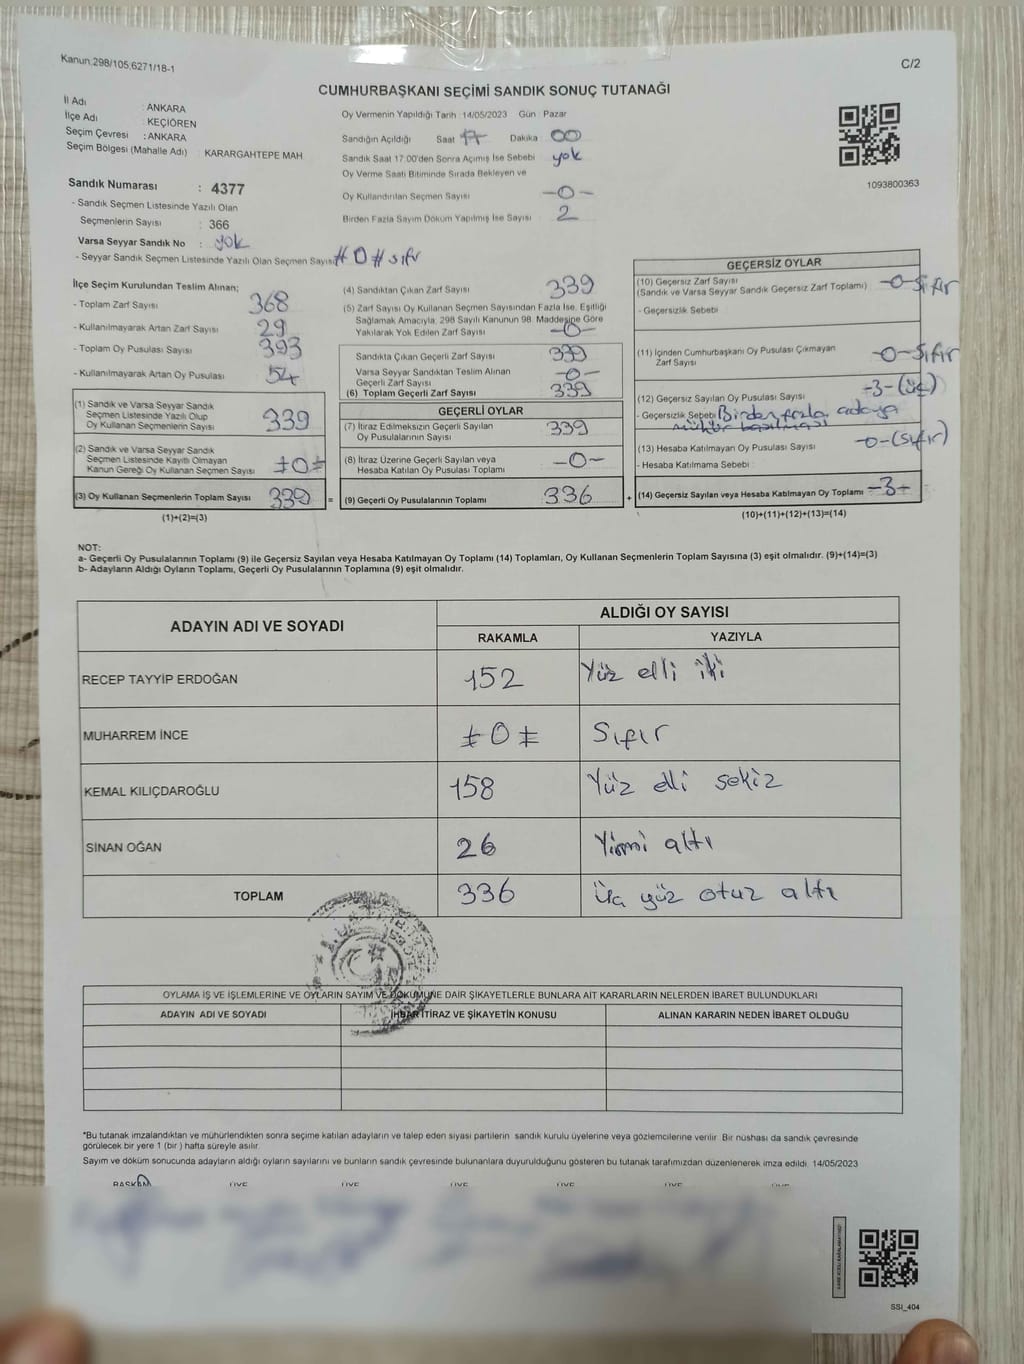 Kanun;298/105;6271/18-1
C/2
CUMHURBAŞKANI SEÇİMİ SANDIK SONUÇ TUTANAĞI
İl Adı : ANKARA
İlçe Adı : KEÇİÖREN
Seçim Çevresi : ANKARA
Seçim Bölgesi (Mahalle Adı) : KARARGAHTEPE MAH
Sandık Numarası : 4377
- Sandık Seçmen Listesinde Yazılı Olan
Seçmenlerin Sayısı : 366
Varsa Seyyar Sandık No : yok
- Seyyar Sandık Seçmen Listesinde Yazılı Olan Seçmen Sayısı # 0 # sıfır
Oy Vermenin Yapıldığı Tarih :14/05/2023 Gün : Pazar
Sandığın Açıldığı Saat 17 Dakika 00
Sandık Saat 17.00'den Sonra Açımış İse Sebebi yok
Oy Verme Saati Bitiminde Sırada Bekleyen ve
Oy Kullandırılan Seçmen Sayısı -0-
Birden Fazla Sayım Döküm Yapılmış İse Sayısı 2
1093800363
İlçe Seçim Kurulundan Teslim Alınan;
- Toplam Zarf Sayısı 368
- Kullanılmayarak Artan Zarf Sayısı 29
- Toplam Oy Pusulası Sayısı 393
- Kullanılmayarak Artan Oy Pusulası 54
(1) Sandık ve Varsa Seyyar Sandık
Seçmen Listesinde Yazılı Olup
Oy Kullanan Seçmenlerin Sayısı 339
(2) Sandık ve Varsa Seyyar Sandık
Seçmen Listesinde Kayıtlı Olmayan
Kanun Gereği Oy Kullanan Seçmen Sayısı ≠0≠
(3) Oy Kullanan Seçmenlerin Toplam Sayısı 339 =
(1)+(2)=(3)
(4) Sandıktan Çıkan Zarf Sayısı 339
(5) Zarf Sayısı Oy Kullanan Seçmen Sayısından Fazla İse, Eşitliği
Sağlamak Amacıyla, 298 Sayılı Kanunun 98. Maddesine Göre
Yakılarak Yok Edilen Zarf Sayısı -0-
Sandıkta Çıkan Geçerli Zarf Sayısı 339
Varsa Seyyar Sandıktan Teslim Alınan
Geçerli Zarf Sayısı -0-
(6) Toplam Geçerli Zarf Sayısı 339
GEÇERLİ OYLAR
(7) İtiraz Edilmeksizin Geçerli Sayılan
Oy Pusulalarının Sayısı 339
(8) İtiraz Üzerine Geçerli Sayılan veya
Hesaba Katılan Oy Pusulası Toplamı -0-
(9) Geçerli Oy Pusulalarının Toplamı 336 +
GEÇERSİZ OYLAR
(10) Geçersiz Zarf Sayısı
(Sandık ve Varsa Seyyar Sandık Geçersiz Zarf Toplamı) -0-Sıfır
- Geçersizlik Sebebi
(11) İçinden Cumhurbaşkanı Oy Pusulası Çıkmayan
Zarf Sayısı -0-Sıfır
(12) Geçersiz Sayılan Oy Pusulası Sayısı -3-(üç)
- Geçersizlik Sebebi Birden fazla adaya
mühür basılması
(13) Hesaba Katılmayan Oy Pusulası Sayısı -0-(sıfır)
- Hesaba Katılmama Sebebi :
(14) Geçersiz Sayılan veya Hesaba Katılmayan Oy Toplamı -3-
(10)+(11)+(12)+(13)=(14)
NOT:
a- Geçerli Oy Pusulalarının Toplamı (9) ile Geçersiz Sayılan veya Hesaba Katılmayan Oy Toplamı (14) Toplamları, Oy Kullanan Seçmenlerin Toplam Sayısına (3) eşit olmalıdır. (9)+(14)=(3)
b- Adayların Aldığı Oyların Toplamı, Geçerli Oy Pusulalarının Toplamına (9) eşit olmalıdır.
ADAYIN ADI VE SOYADI ALDIĞI OY SAYISI
RAKAMLA YAZIYLA
RECEP TAYYİP ERDOĞAN 152 Yüz elli iki
MUHARREM İNCE ≠0≠ Sıfır
KEMAL KILIÇDAROĞLU 158 Yüz elli sekiz
SİNAN OĞAN 26 Yirmi altı
TOPLAM 336 Üç yüz otuz altı
OYLAMA İŞ VE İŞLEMLERİNE VE OYLARIN SAYIM VE DÖKÜMÜNE DAİR ŞİKAYETLERLE BUNLARA AİT KARARLARIN NELERDEN İBARET BULUNDUKLARI
ADAYIN ADI VE SOYADI İHBAR İTİRAZ VE ŞİKAYETİN KONUSU ALINAN KARARIN NEDEN İBARET OLDUĞU
*Bu tutanak imzalandıktan ve mühürlendikten sonra seçime katılan adayların ve talep eden siyasi partilerin sandık kurulu üyelerine veya gözlemcilerine verilir. Bir nüshası da sandık çevresinde
görülecek bir yere 1 (bir ) hafta süreyle asılır.
Sayım ve döküm sonucunda adayların aldığı oyların sayılarını ve bunların sandık çevresinde bulunanlara duyurulduğunu gösteren bu tutanak tarafımızdan düzenlenerek imza edildi. 14/05/2023
BAŞKAN ÜYE ÜYE ÜYE ÜYE ÜYE ÜYE
SSI_404